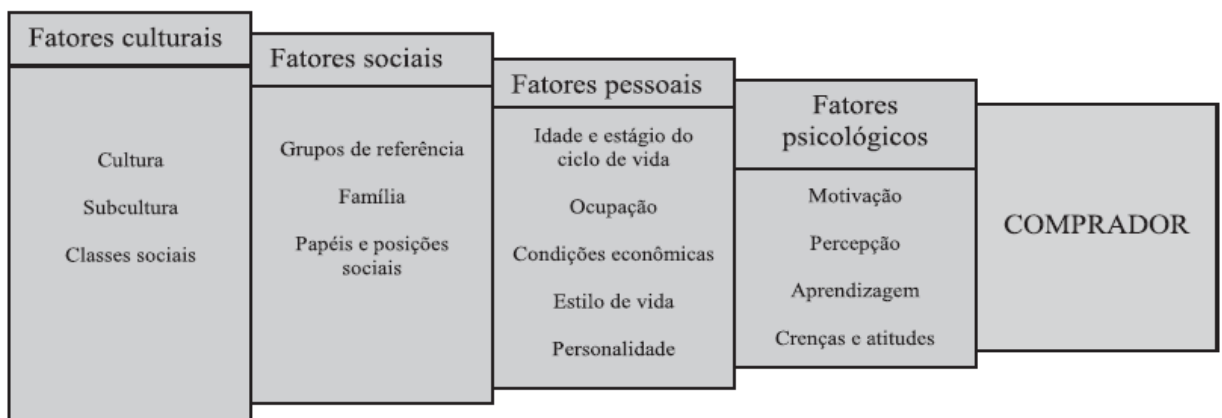 Fatores culturais
Cultura
Subcultura
Classes sociais
Fatores sociais
Grupos de referência
Família
Papéis e posições
sociais
Fatores pessoais
Idade e estágio do
ciclo de vida
Ocupação
Condições econômicas
Estilo de vida
Personalidade
Fatores
psicológicos
Motivação
Percepção
Aprendizagem
Crenças e atitudes
COMPRADOR